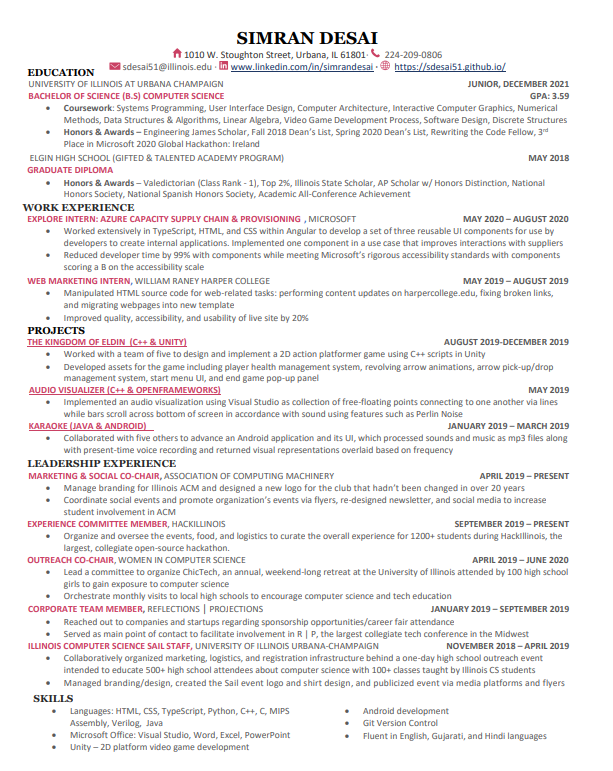 SIMRAN DESAI
1010 W. Stoughton Street, Urbana, IL 61801· 224-209-0806
sdesai51@illinois.edu · www.linkedin.com/in/simrandesai · https://sdesai51.github.io/
EDUCATION
UNIVERSITY OF ILLINOIS AT URBANA CHAMPAIGN JUNIOR, DECEMBER 2021
BACHELOR OF SCIENCE (B.S) COMPUTER SCIENCE GPA: 3.59
• Coursework: Systems Programming, User Interface Design, Computer Architecture, Interactive Computer Graphics, Numerical
Methods, Data Structures & Algorithms, Linear Algebra, Video Game Development Process, Software Design, Discrete Structures
• Honors & Awards – Engineering James Scholar, Fall 2018 Dean's List, Spring 2020 Dean's List, Rewriting the Code Fellow, 3rd
Place in Microsoft 2020 Global Hackathon: Ireland
ELGIN HIGH SCHOOL (GIFTED & TALENTED ACADEMY PROGRAM) MAY 2018
GRADUATE DIPLOMA
• Honors & Awards – Valedictorian (Class Rank - 1), Top 2%, Illinois State Scholar, AP Scholar w/ Honors Distinction, National
Honors Society, National Spanish Honors Society, Academic All-Conference Achievement
WORK EXPERIENCE
EXPLORE INTERN: AZURE CAPACITY SUPPLY CHAIN & PROVISIONING , MICROSOFT MAY 2020 – AUGUST 2020
• Worked extensively in TypeScript, HTML, and CSS within Angular to develop a set of three reusable UI components for use by
developers to create internal applications. Implemented one component in a use case that improves interactions with suppliers
• Reduced developer time by 99% with components while meeting Microsoft's rigorous accessibility standards with components
scoring a B on the accessibility scale
WEB MARKETING INTERN, WILLIAM RANEY HARPER COLLEGE MAY 2019 – AUGUST 2019
• Manipulated HTML source code for web-related tasks: performing content updates on harpercollege.edu, fixing broken links,
and migrating webpages into new template
• Improved quality, accessibility, and usability of live site by 20%
PROJECTS
THE KINGDOM OF ELDIN (C++ & UNITY) AUGUST 2019-DECEMBER 2019
• Worked with a team of five to design and implement a 2D action platformer game using C++ scripts in Unity
• Developed assets for the game including player health management system, revolving arrow animations, arrow pick-up/drop
management system, start menu UI, and end game pop-up panel
AUDIO VISUALIZER (C++ & OPENFRAMEWORKS) MAY 2019
• Implemented an audio visualization using Visual Studio as collection of free-floating points connecting to one another via lines
while bars scroll across bottom of screen in accordance with sound using features such as Perlin Noise
KARAOKE (JAVA & ANDROID) JANUARY 2019 – MARCH 2019
• Collaborated with five others to advance an Android application and its UI, which processed sounds and music as mp3 files along
with present-time voice recording and returned visual representations overlaid based on frequency
LEADERSHIP EXPERIENCE
MARKETING & SOCIAL CO-CHAIR, ASSOCIATION OF COMPUTING MACHINERY APRIL 2019 – PRESENT
• Manage branding for Illinois ACM and designed a new logo for the club that hadn't been changed in over 20 years
• Coordinate social events and promote organization's events via flyers, re-designed newsletter, and social media to increase
student involvement in ACM
EXPERIENCE COMMITTEE MEMBER, HACKILLINOIS SEPTEMBER 2019 – PRESENT
• Organize and oversee the events, food, and logistics to curate the overall experience for 1200+ students during HackIllinois, the
largest, collegiate open-source hackathon.
OUTREACH CO-CHAIR, WOMEN IN COMPUTER SCIENCE APRIL 2019 – JUNE 2020
• Lead a committee to organize ChicTech, an annual, weekend-long retreat at the University of Illinois attended by 100 high school
girls to gain exposure to computer science
• Orchestrate monthly visits to local high schools to encourage computer science and tech education
CORPORATE TEAM MEMBER, REFLECTIONS | PROJECTIONS JANUARY 2019 – SEPTEMBER 2019
• Reached out to companies and startups regarding sponsorship opportunities/career fair attendance
• Served as main point of contact to facilitate involvement in R | P, the largest collegiate tech conference in the Midwest
ILLINOIS COMPUTER SCIENCE SAIL STAFF, UNIVERSITY OF ILLINOIS URBANA-CHAMPAIGN NOVEMBER 2018 – APRIL 2019
• Collaboratively organized marketing, logistics, and registration infrastructure behind a one-day high school outreach event
intended to educate 500+ high school attendees about computer science with 100+ classes taught by Illinois CS students
• Managed branding/design, created the Sail event logo and shirt design, and publicized event via media platforms and flyers
SKILLS
• Languages: HTML, CSS, TypeScript, Python, C++, C, MIPS
Assembly, Verilog, Java
• Microsoft Office: Visual Studio, Word, Excel, PowerPoint
• Unity – 2D platform video game development
• Android development
• Git Version Control
• Fluent in English, Gujarati, and Hindi languages